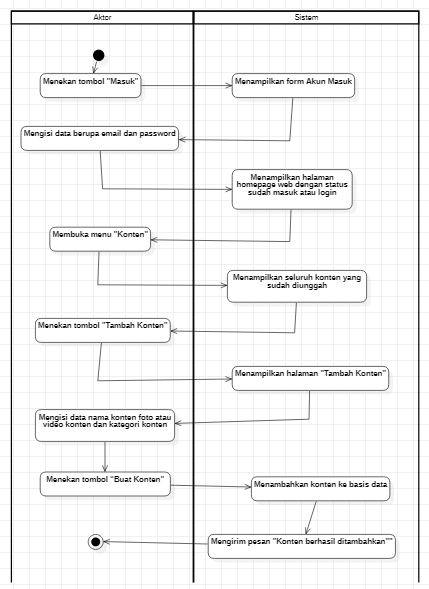 Aktor
Sistem
Menekan tombol "Masuk"
Menampilkan form Akun Masuk
Mengisi data berupa email dan password
Menampilkan halaman
homepage web dengan status
sudah masuk atau login
Membuka menu "Konten"
Menampilkan seluruh konten yang
sudah diunggah
Menekan tombol "Tambah Konten"
Menampilkan halaman "Tambah Konten"
Mengisi data nama konten foto atau
video konten dan kategori konten
Menekan tombol "Buat Konten"
Menambahkan konten ke basis data
Mengirim pesan "Konten berhasil ditambahkan""